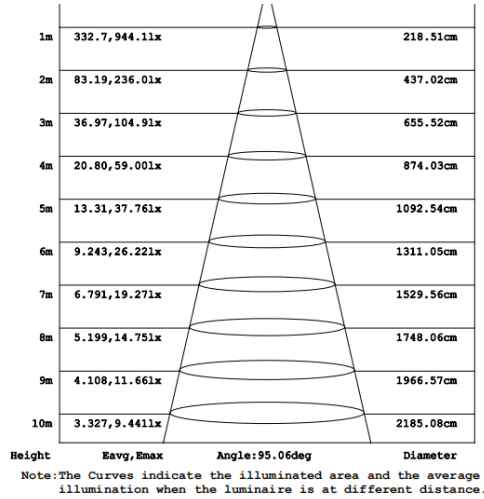 1m 332.7,944.1lx 218.51cm
2m 83.19,236.0lx 437.02cm
3m 36.97,104.9lx 655.52cm
4m 20.80,59.00lx 874.03cm
5m 13.31,37.76lx 1092.54cm
6m 9.243,26.22lx 1311.05cm
7m 6.791,19.27lx 1529.56cm
8m 5.199,14.75lx 1748.06cm
9m 4.108,11.66lx 1966.57cm
10m 3.327,9.441lx 2185.08cm
Height Eavg,Emax Angle:95.06deg Diameter
Note:The Curves indicate the illuminated area and the average
illumination when the luminaire is at different distance.